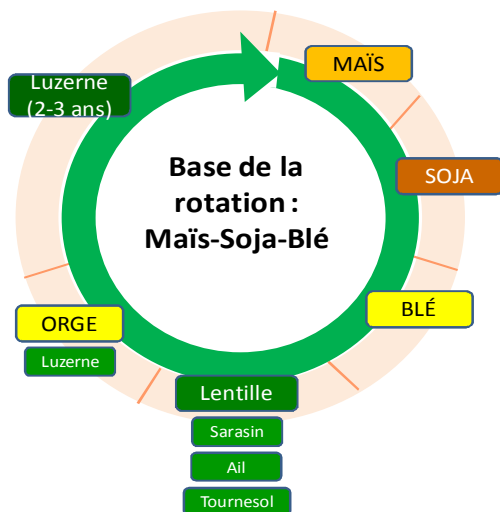 MAÏS
Luzerne
(2-3 ans)
Base de la
rotation :
Maïs-Soja-Blé
SOJA
BLÉ
ORGE
Luzerne
Lentille
Sarasin
Ail
Tournesol